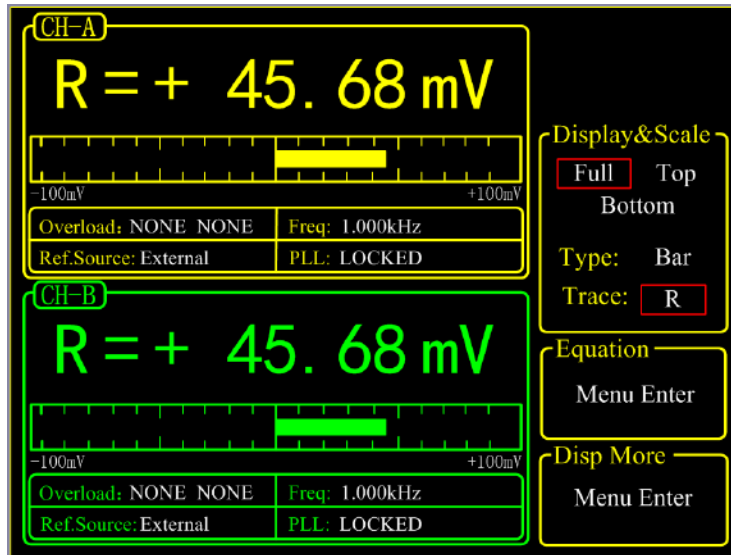 CH-A
R=+ 45.68 mV
-100mV +100mV
Overload: NONE NONE Freq: 1.000kHz
Ref.Source: External PLL: LOCKED
CH-B
R=+ 45.68 mV
-100mV +100mV
Overload: NONE NONE Freq: 1.000kHz
Ref.Source: External PLL: LOCKED
Display&Scale
Full Top
Bottom
Type: Bar
Trace: R
Equation
Menu Enter
Disp More
Menu Enter